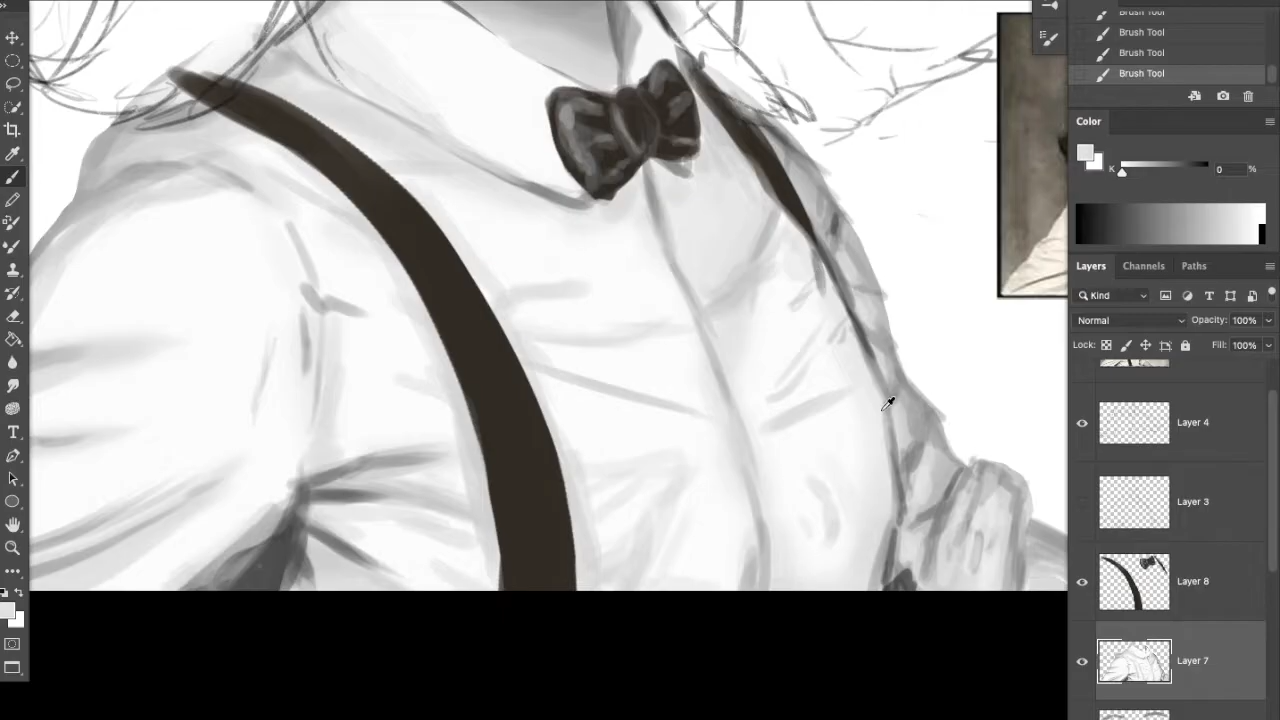 Brush Tool
Brush Tool
Brush Tool
Brush Tool
Color
K 0 %
Layers Channels Paths
Kind
Normal Opacity: 100%
Lock: Fill: 100%
Layer 4
Layer 3
Layer 8
Layer 7